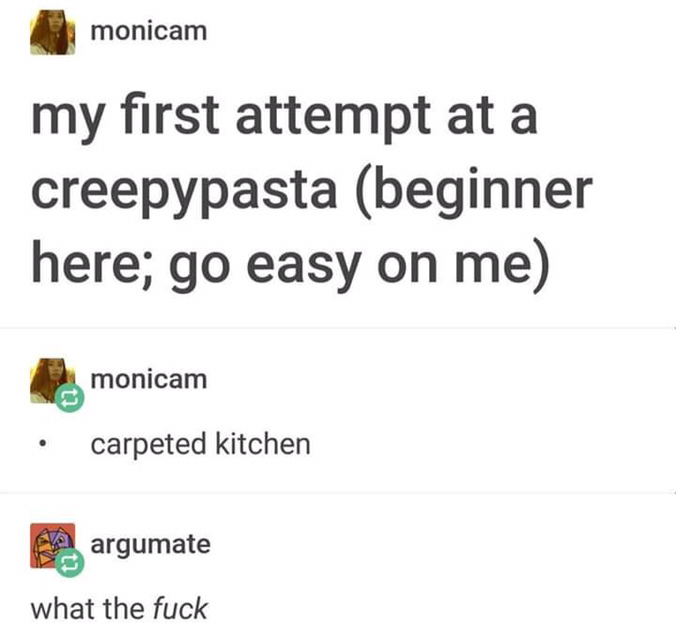 monicam
my first attempt at a
creepypasta (beginner
here; go easy on me)
monicam
• carpeted kitchen
argumate
what the fuck